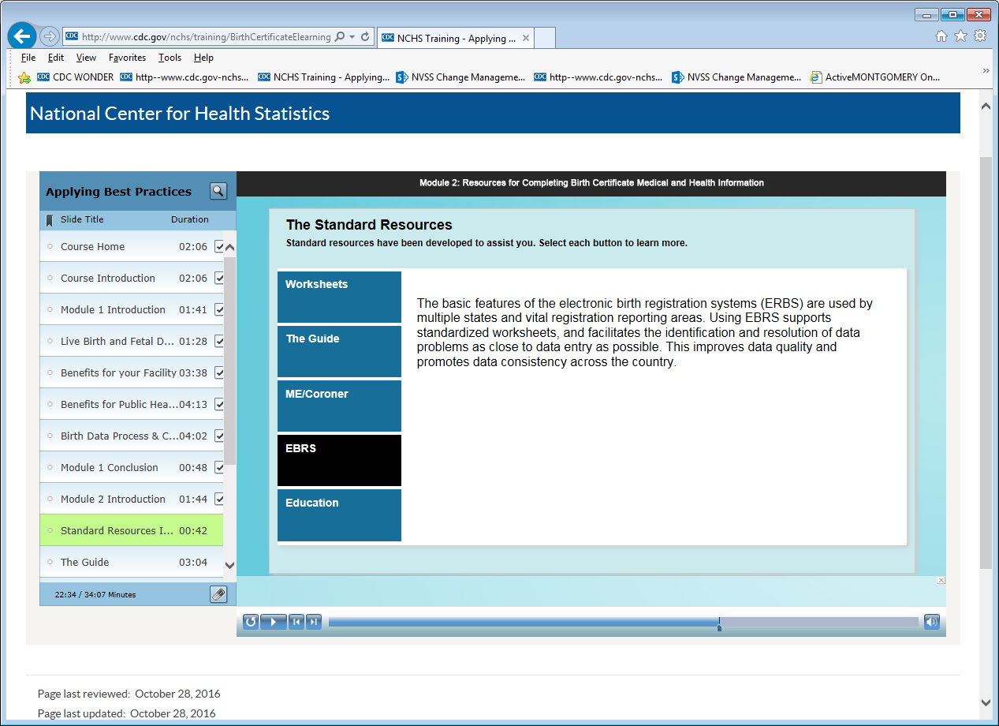 CDC http://www.cdc.gov/nchs/training/BirthCertificateElearning
CDC NCHS Training - Applying ...
File Edit View Favorites Tools Help
CDC CDC WONDER CDC http--www.cdc.gov-nchs... CDC NCHS Training - Applying... S NVSS Change Manageme... CDC http--www.cdc.gov-nchs... S NVSS Change Manageme... ActiveMONTGOMERY On...
National Center for Health Statistics
Applying Best Practices
Slide Title Duration
Course Home 02:06
Course Introduction 02:06
Module 1 Introduction 01:41
Live Birth and Fetal D... 01:28
Benefits for your Facility 03:38
Benefits for Public Hea... 04:13
Birth Data Process & C... 04:02
Module 1 Conclusion 00:48
Module 2 Introduction 01:44
Standard Resources I... 00:42
The Guide 03:04
22:34 / 34:07 Minutes
Module 2: Resources for Completing Birth Certificate Medical and Health Information
The Standard Resources
Standard resources have been developed to assist you. Select each button to learn more.
Worksheets
The Guide
ME/Coroner
EBRS
Education
The basic features of the electronic birth registration systems (ERBS) are used by
multiple states and vital registration reporting areas. Using EBRS supports
standardized worksheets, and facilitates the identification and resolution of data
problems as close to data entry as possible. This improves data quality and
promotes data consistency across the country.
Page last reviewed: October 28, 2016
Page last updated: October 28, 2016